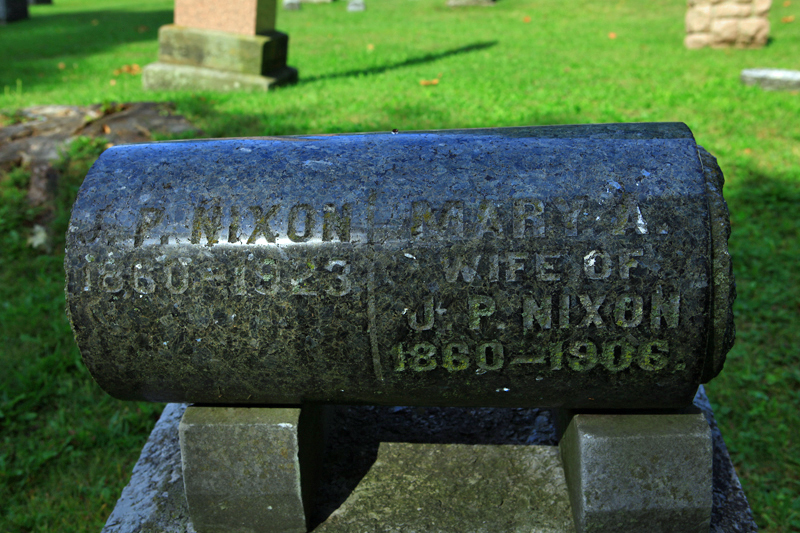 J. P. NIXON
1860–1923
MARY A.
WIFE OF
J. P. NIXON
1860–1906.